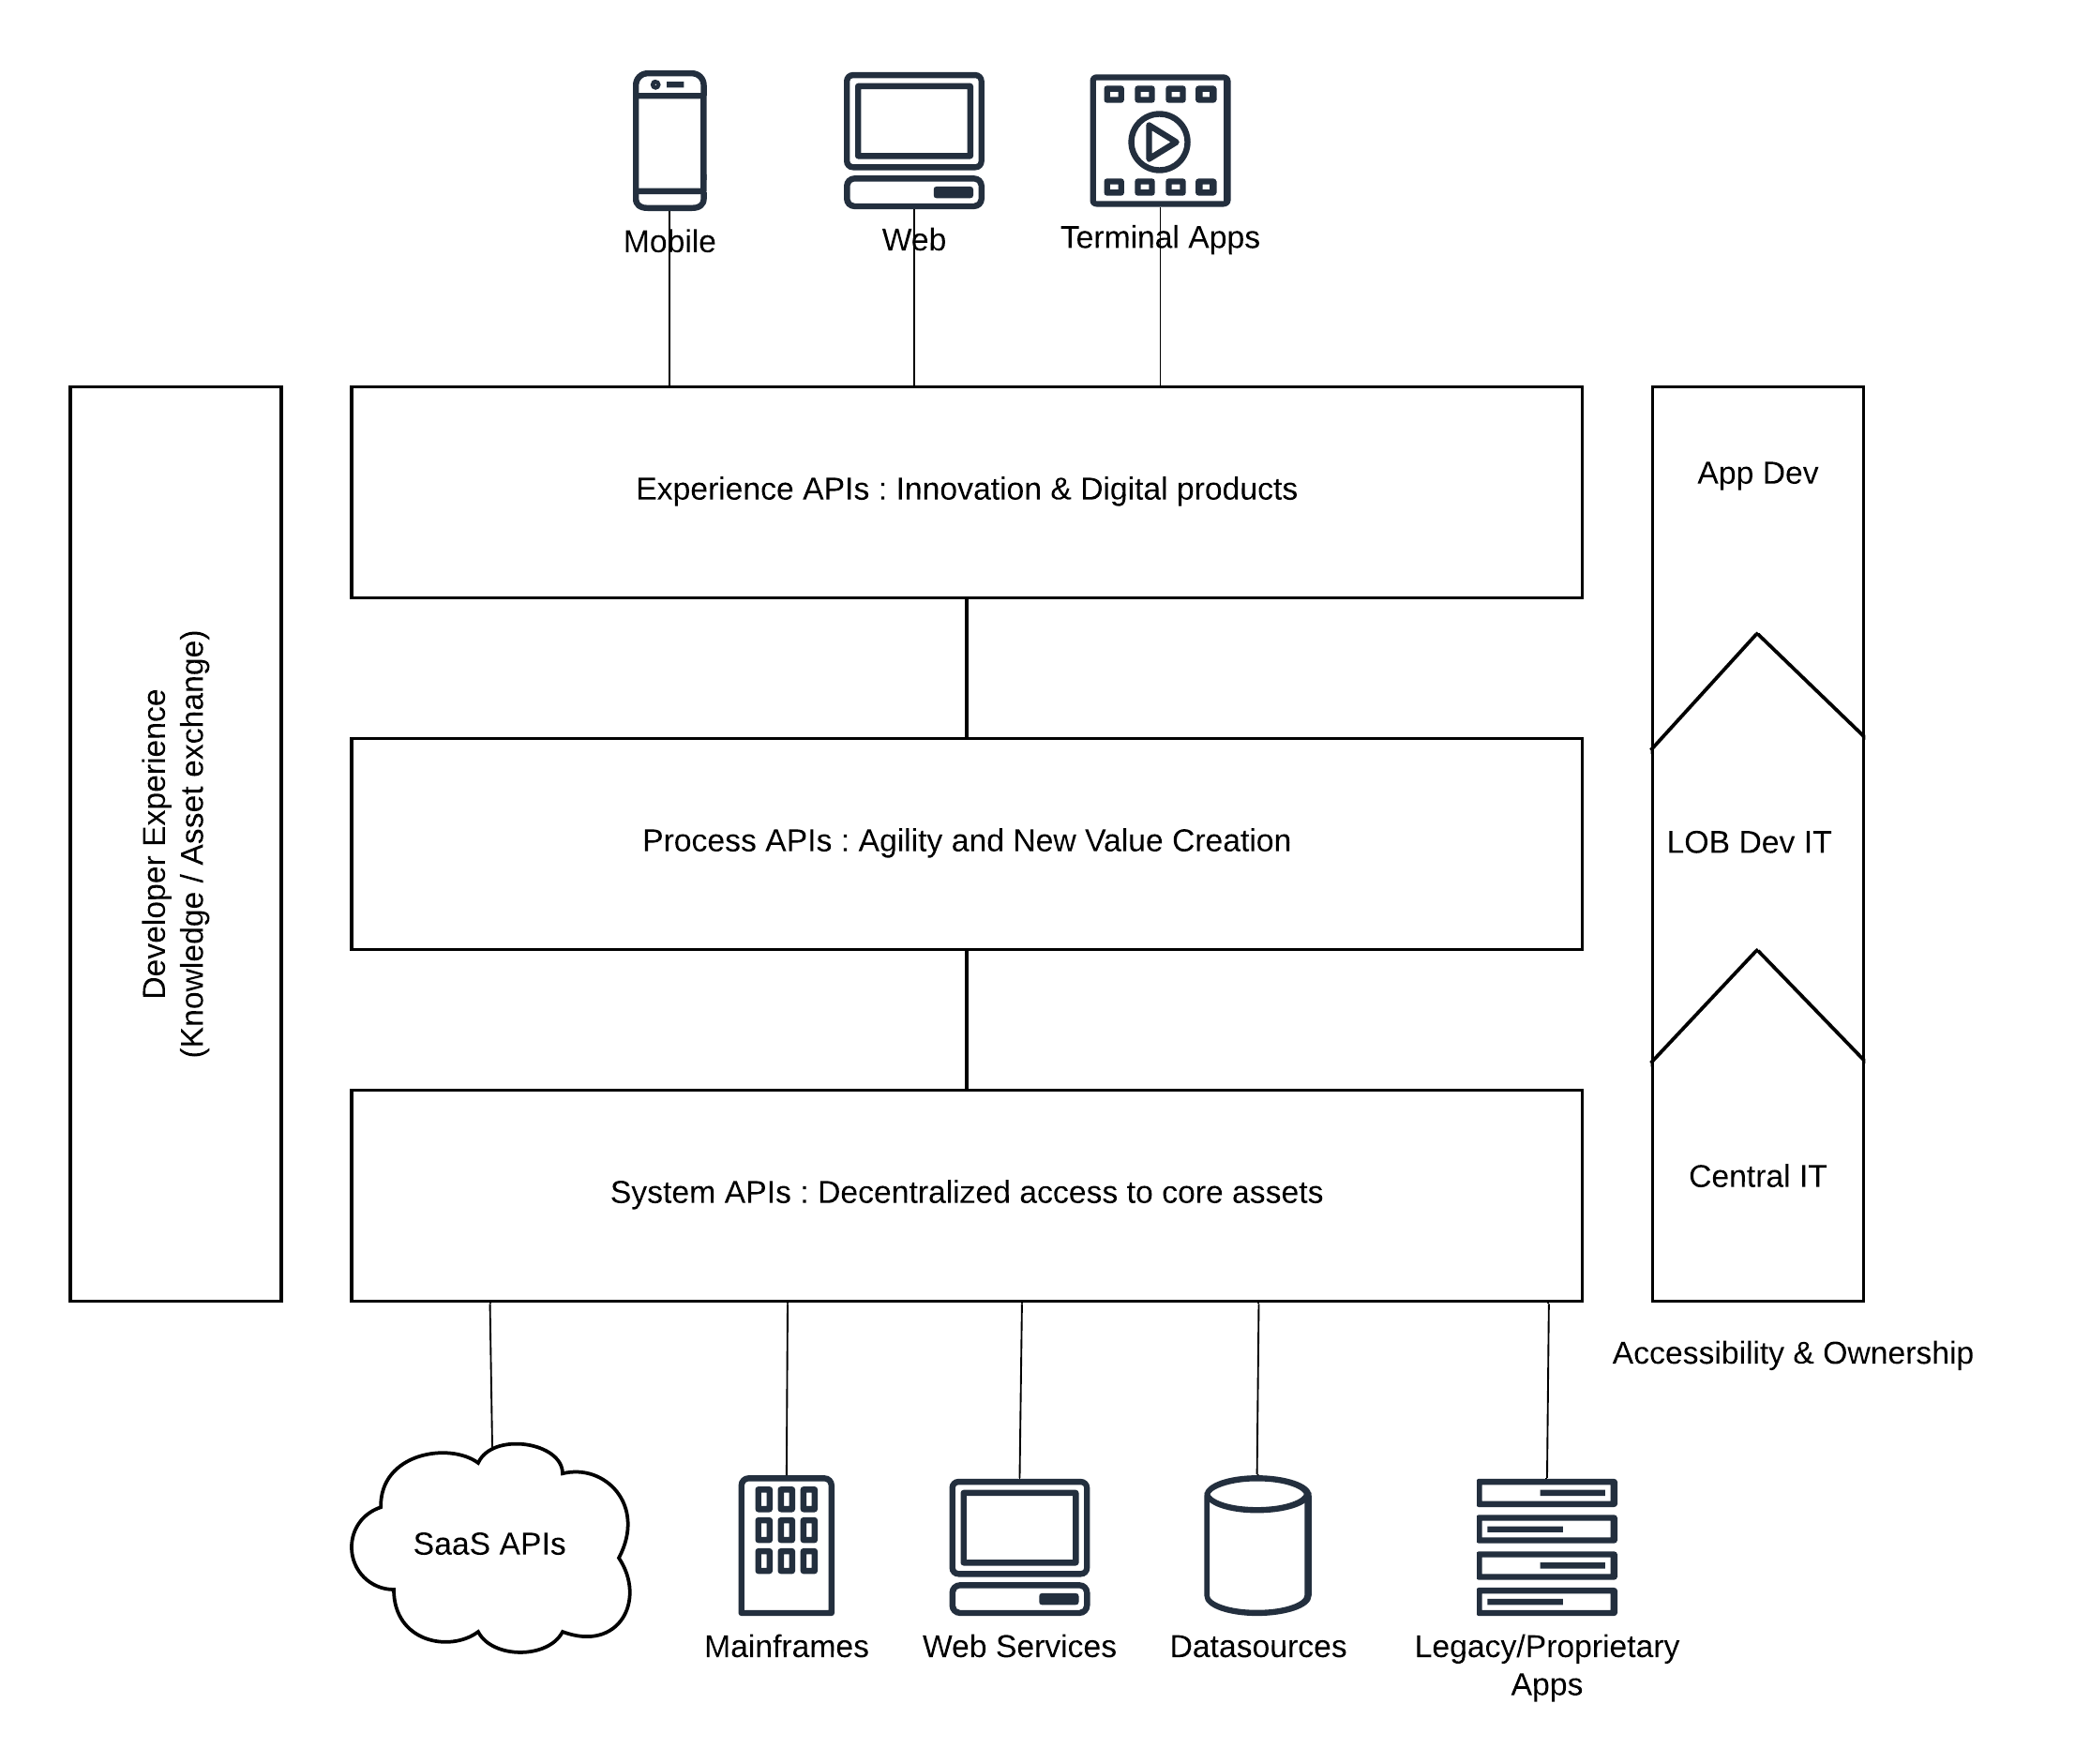 Mobile
Web
Terminal Apps
Experience APIs : Innovation & Digital products
App Dev
Developer Experience
(Knowledge / Asset exchange)
Process APIs : Agility and New Value Creation
LOB Dev IT
System APIs : Decentralized access to core assets
Central IT
Accessibility & Ownership
SaaS APIs
Mainframes
Web Services
Datasources
Legacy/Proprietary
Apps